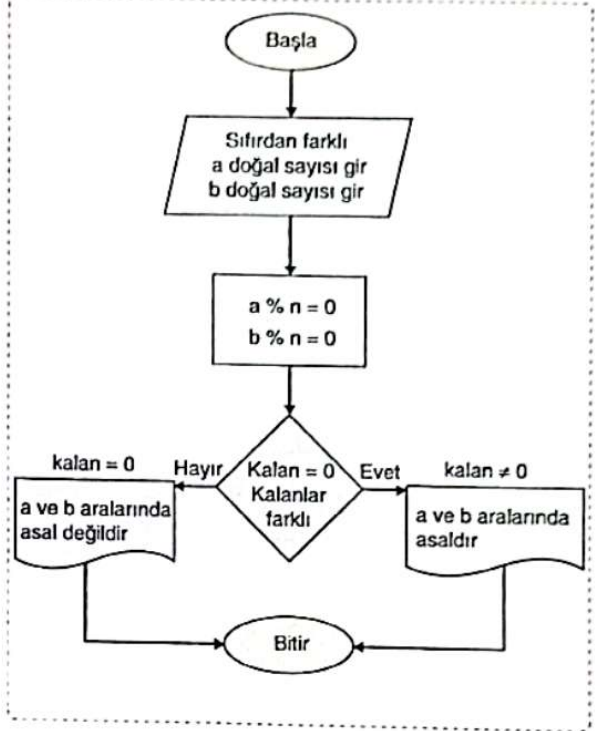 Başla
Sıfırdan farklı
a doğal sayısı gir
b doğal sayısı gir
a % n = 0
b % n = 0
kalan = 0
Hayır
Kalan = 0
Kalanlar
farklı
Evet
kalan ≠ 0
a ve b aralarında
asal değildir
a ve b aralarında
asaldır
Bitir